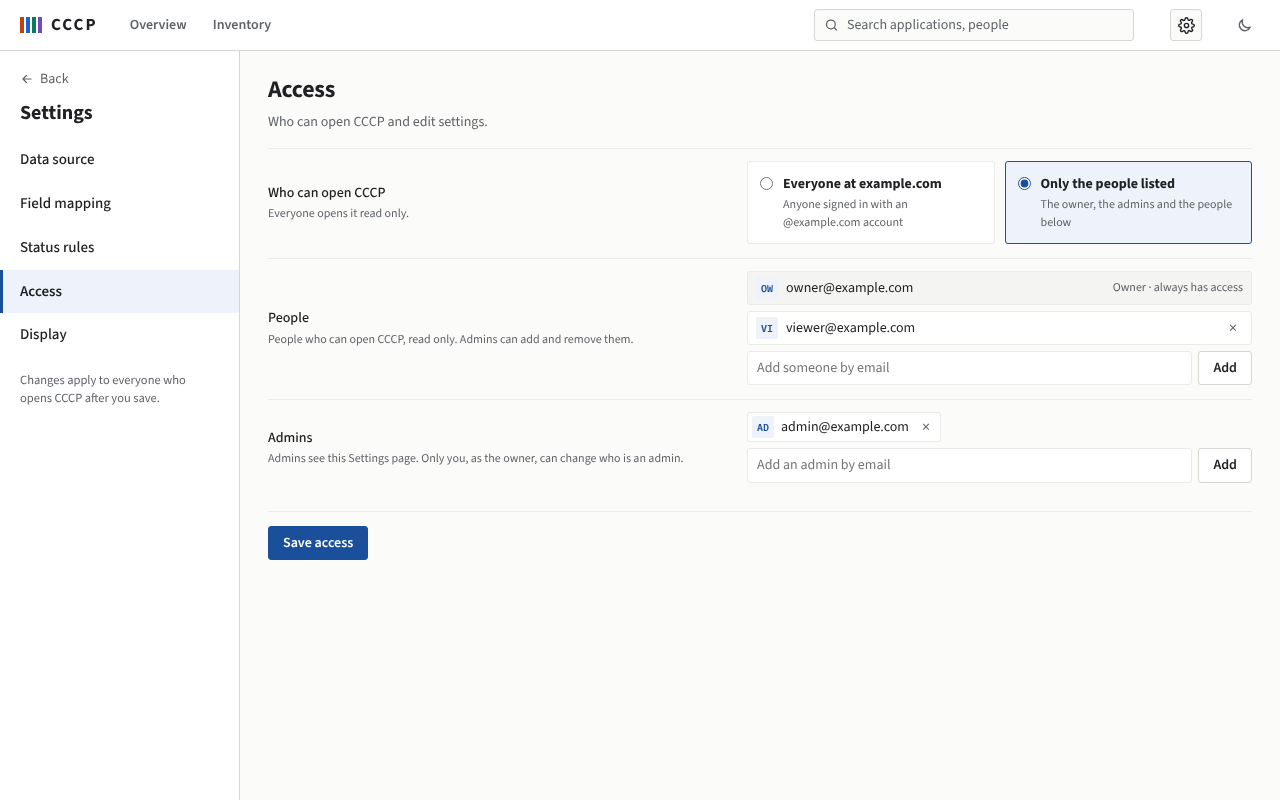 CCCP
Overview
Inventory
Search applications, people
Back
Settings
Data source
Field mapping
Status rules
Access
Display
Changes apply to everyone who
opens CCCP after you save.
Access
Who can open CCCP and edit settings.
Who can open CCCP
Everyone opens it read only.
Everyone at example.com
Anyone signed in with an
@example.com account
Only the people listed
The owner, the admins and the people
below
People
People who can open CCCP, read only. Admins can add and remove them.
OW owner@example.com Owner · always has access
VI viewer@example.com ×
Add someone by email Add
Admins
Admins see this Settings page. Only you, as the owner, can change who is an admin.
AD admin@example.com ×
Add an admin by email Add
Save access